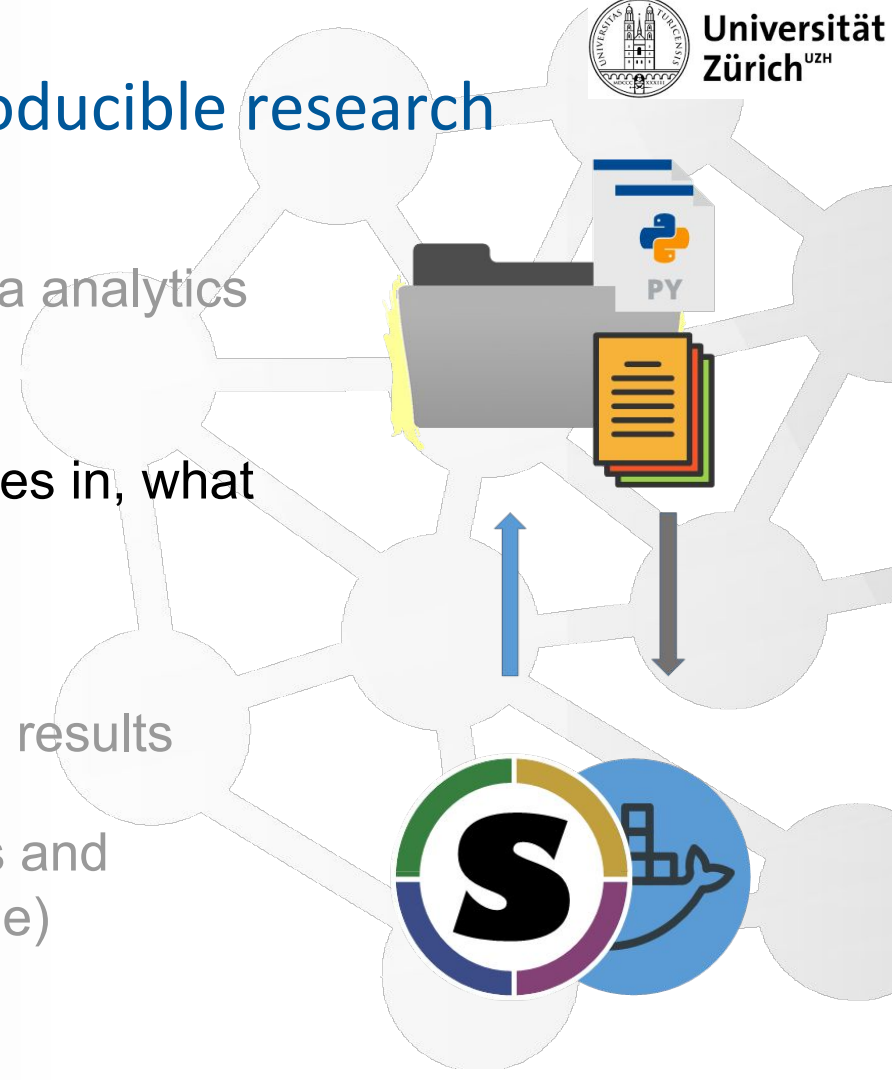 Universität
Zürich UZH
oducible research
a analytics
PY
es in, what
results
s and
e)
S